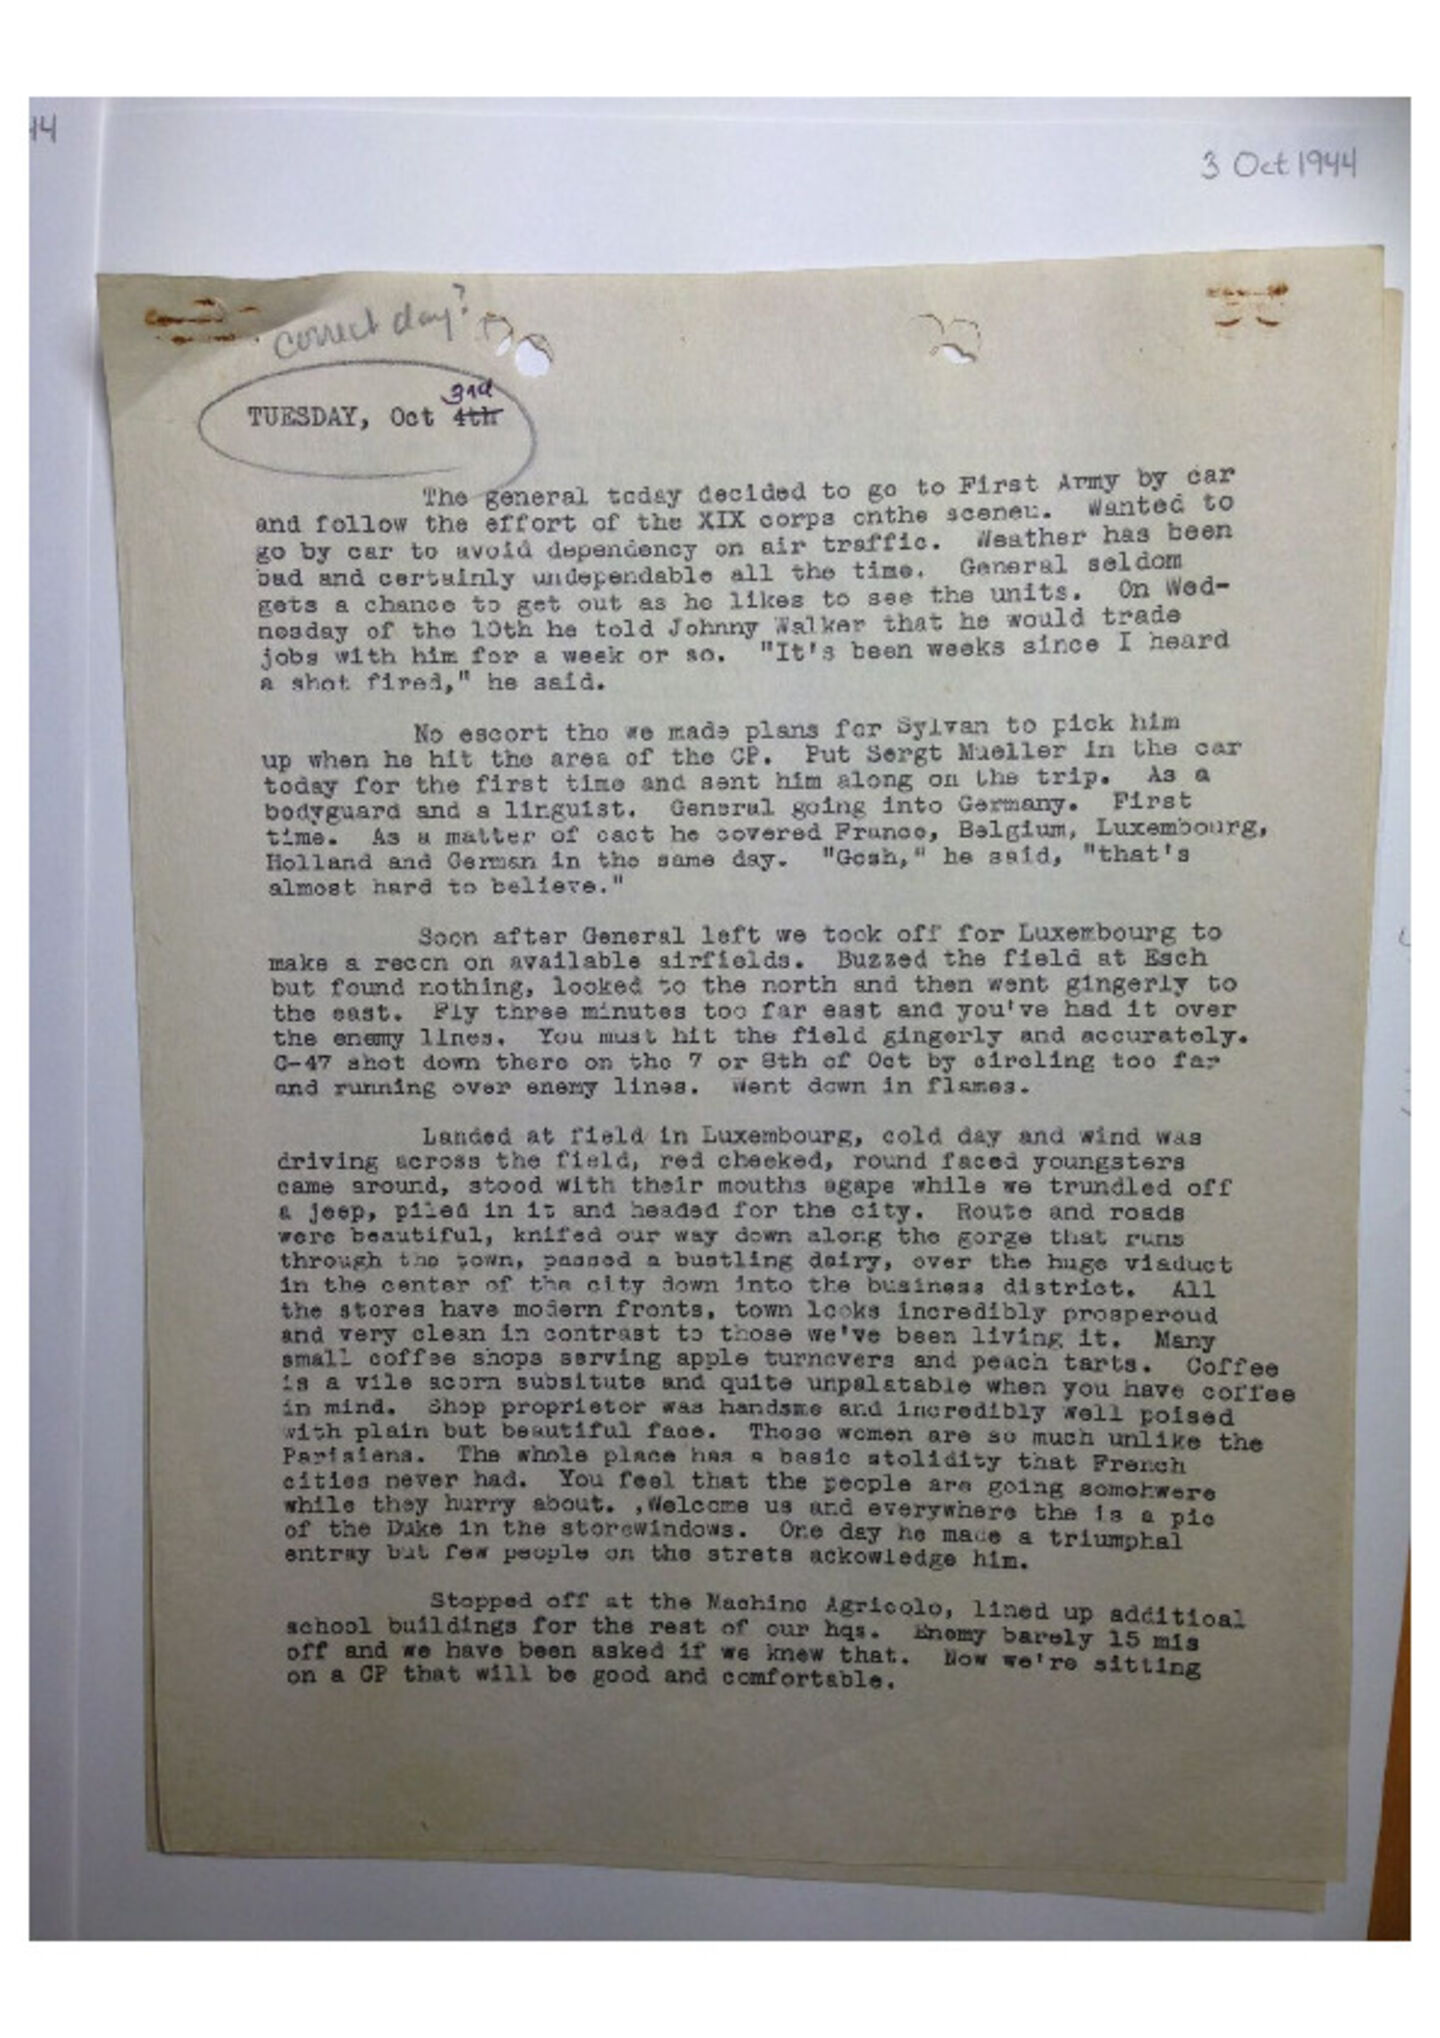 44
3 Oct 1944
correct day?
3rd
TUESDAY, Oct 4th
The general today decided to go to First Army by car
and follow the effort of the XIX corps onthe sceneu. Wanted to
go by car to avoid dependency on air traffic. Weather has been
bad and certainly undependable all the time. General seldom
gets a chance to get out as he likes to see the units. On Wed-
nesday of the 10th he told Johnny Walker that he would trade
jobs with him for a week or so. "It's been weeks since I heard
a shot fired," he said.
No escort tho we made plans for Sylvan to pick him
up when he hit the area of the CP. Put Sergt Mueller in the car
today for the first time and sent him along on the trip. As a
bodyguard and a linguist. General going into Germany. First
time. As a matter of cact he covered France, Belgium, Luxembourg,
Holland and German in the same day. "Gosh," he said, "that's
almost hard to believe."
Soon after General left we took off for Luxembourg to
make a recon on available airfields. Buzzed the field at Esch
but found nothing, looked to the north and then went gingerly to
the east. Fly three minutes too far east and you've had it over
the enemy lines. You must hit the field gingerly and accurately.
C-47 shot down there on the 7 or 8th of Oct by circling too far
and running over enemy lines. Went down in flames.
Landed at field in Luxembourg, cold day and wind was
driving across the field, red cheeked, round faced youngsters
came around, stood with their mouths agape while we trundled off
a jeep, piled in it and headed for the city. Route and roads
were beautiful, knifed our way down along the gorge that runs
through the town, passed a bustling dairy, over the huge viaduct
in the center of the city down into the business district. All
the stores have modern fronts, town looks incredibly prosperoud
and very clean in contrast to those we've been living it. Many
small coffee shops serving apple turnovers and peach tarts. Coffee
is a vile acorn subsitute and quite unpalatable when you have coffee
in mind. Shop proprietor was handsme and incredibly well poised
with plain but beautiful face. These women are so much unlike the
Parisiens. The whole place has a basic stolidity that French
cities never had. You feel that the people are going somehwere
while they hurry about. ,Welcome us and everywhere the is a pic
of the Duke in the storewindows. One day he made a triumphal
entray but few people on the strets ackowledge him.
Stopped off at the Machine Agricolo, lined up additioal
school buildings for the rest of our hqs. Enemy barely 15 mis
off and we have been asked if we knew that. Now we're sitting
on a CP that will be good and comfortable.